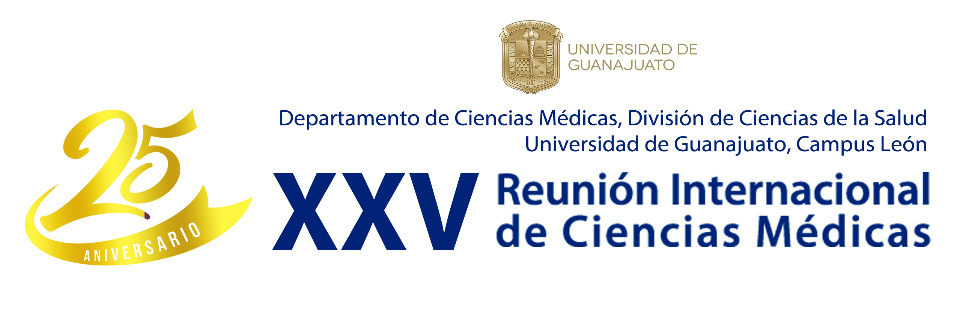 UNIVERSIDAD DE
GUANAJUATO
Departamento de Ciencias Médicas, División de Ciencias de la Salud
Universidad de Guanajuato, Campus León
25
ANIVERSARIO
XXV
Reunión Internacional
de Ciencias Médicas